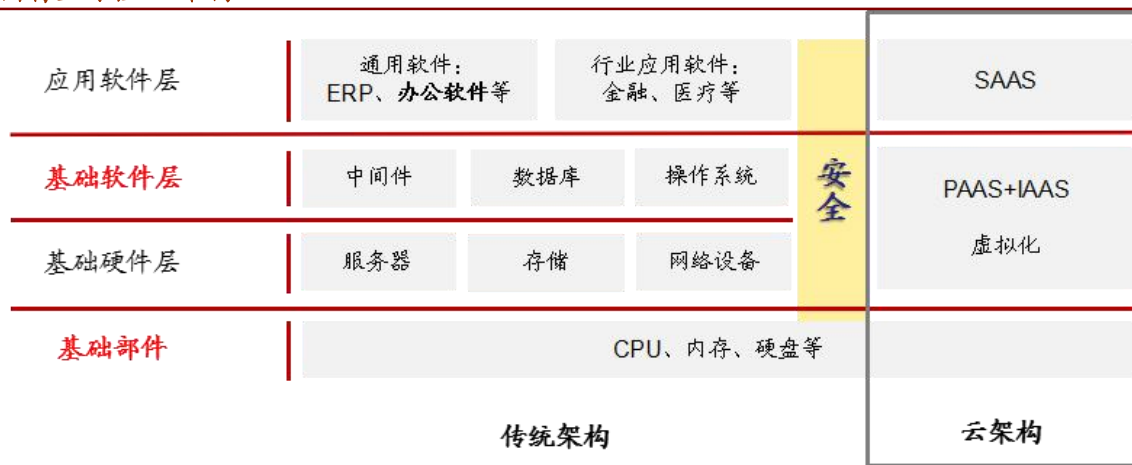 应用软件层
通用软件：
ERP、办公软件等
行业应用软件：
金融、医疗等
SAAS
基础软件层
中间件
数据库
操作系统
安全
PAAS+IAAS
虚拟化
基础硬件层
服务器
存储
网络设备
基础部件
CPU、内存、硬盘等
传统架构
云架构